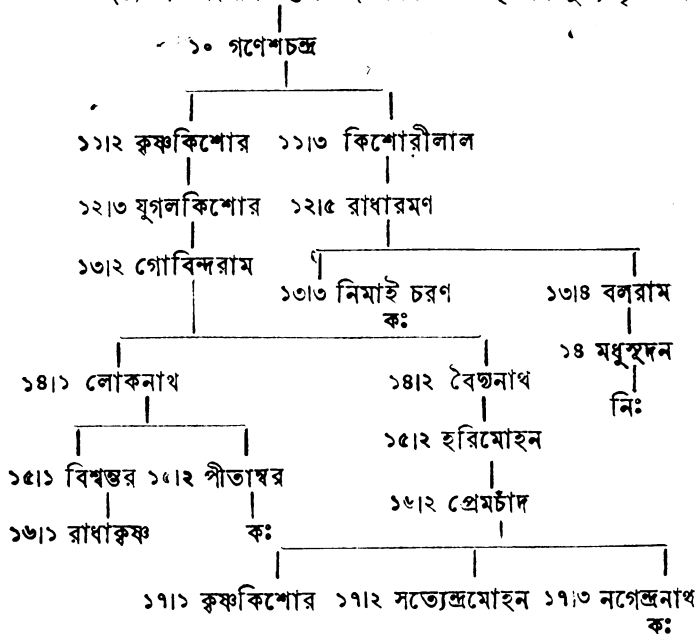 ১০ গণেশচন্দ্র
১১।২ কৃষ্ণকিশোর ১১।৩ কিশোরীলাল
১২।৩ যুগলকিশোর ১২।৫ রাধারমণ
১৩।২ গোবিন্দরাম
১৩।৩ নিমাই চরণ ১৩।৪ বলরাম
কঃ
১৪ মধুসূদন
১৪।১ লোকনাথ ১৪।২ বৈদ্যনাথ
নিঃ
১৫।২ হরিমোহন
১৫।১ বিশ্বম্ভর ১৫।২ পীতাম্বর
১৬।২ প্রেমচাঁদ
১৬।১ রাধাকৃষ্ণ কঃ
১৭।১ কৃষ্ণকিশোর ১৭।২ সত্যেন্দ্রমোহন ১৭।৩ নগেন্দ্রনাথ
কঃ